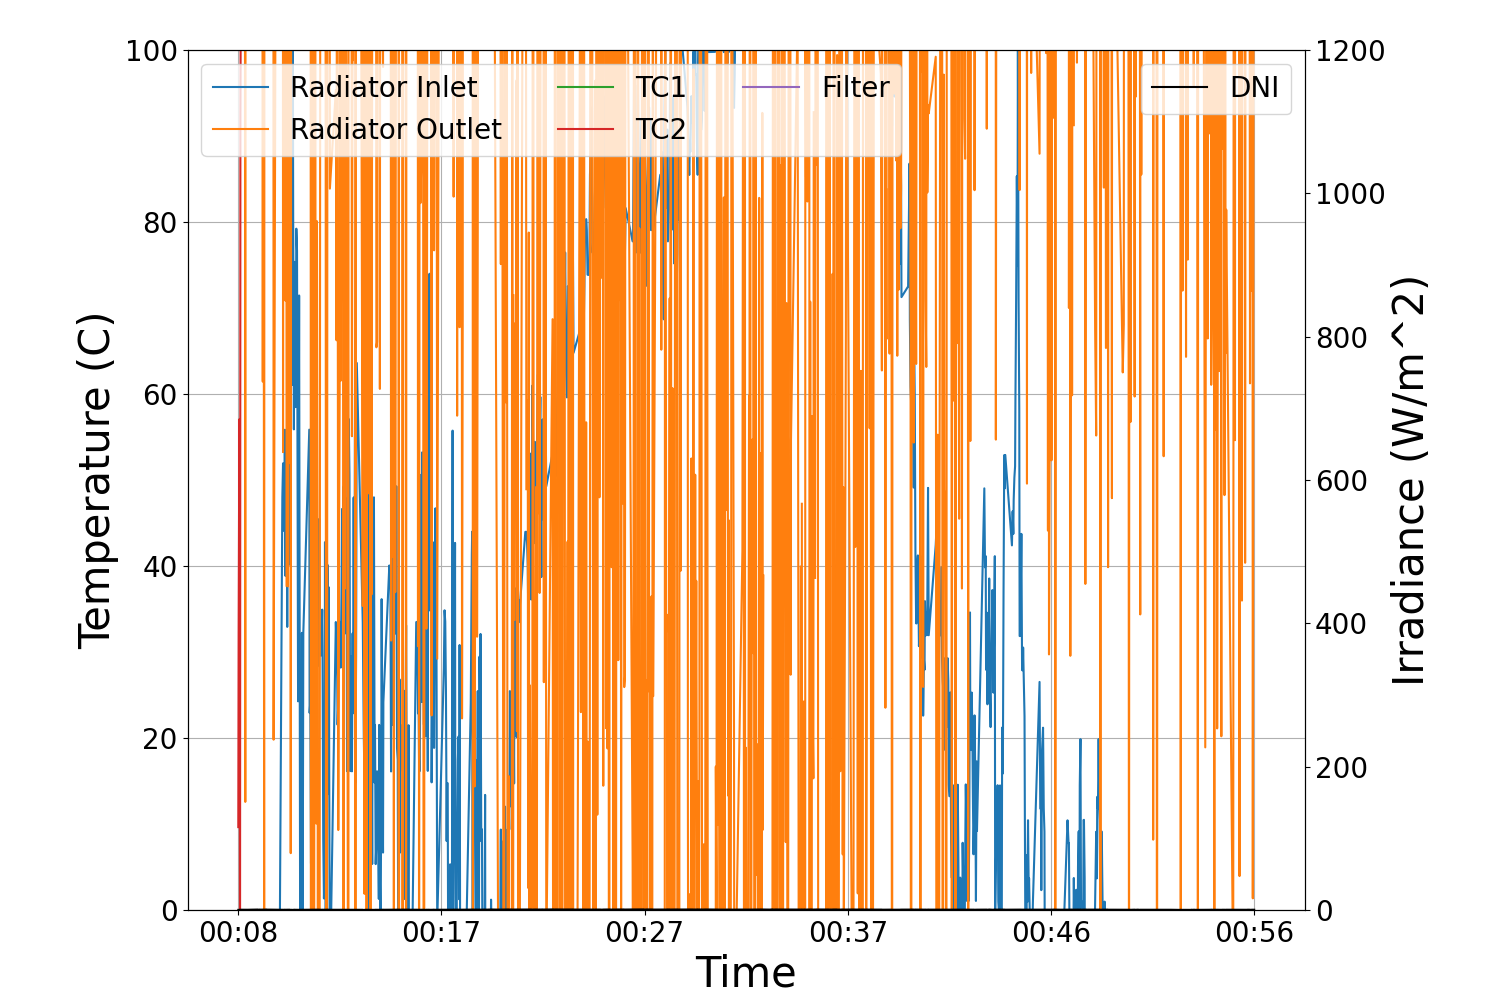 Radiator Inlet
Radiator Outlet
TC1
TC2
Filter
DNI
Temperature (C)
100
80
60
40
20
0
1200
1000
800
600
400
200
0
Irradiance (W/m^2)
00:08 00:17 00:27 00:37 00:46 00:56
Time